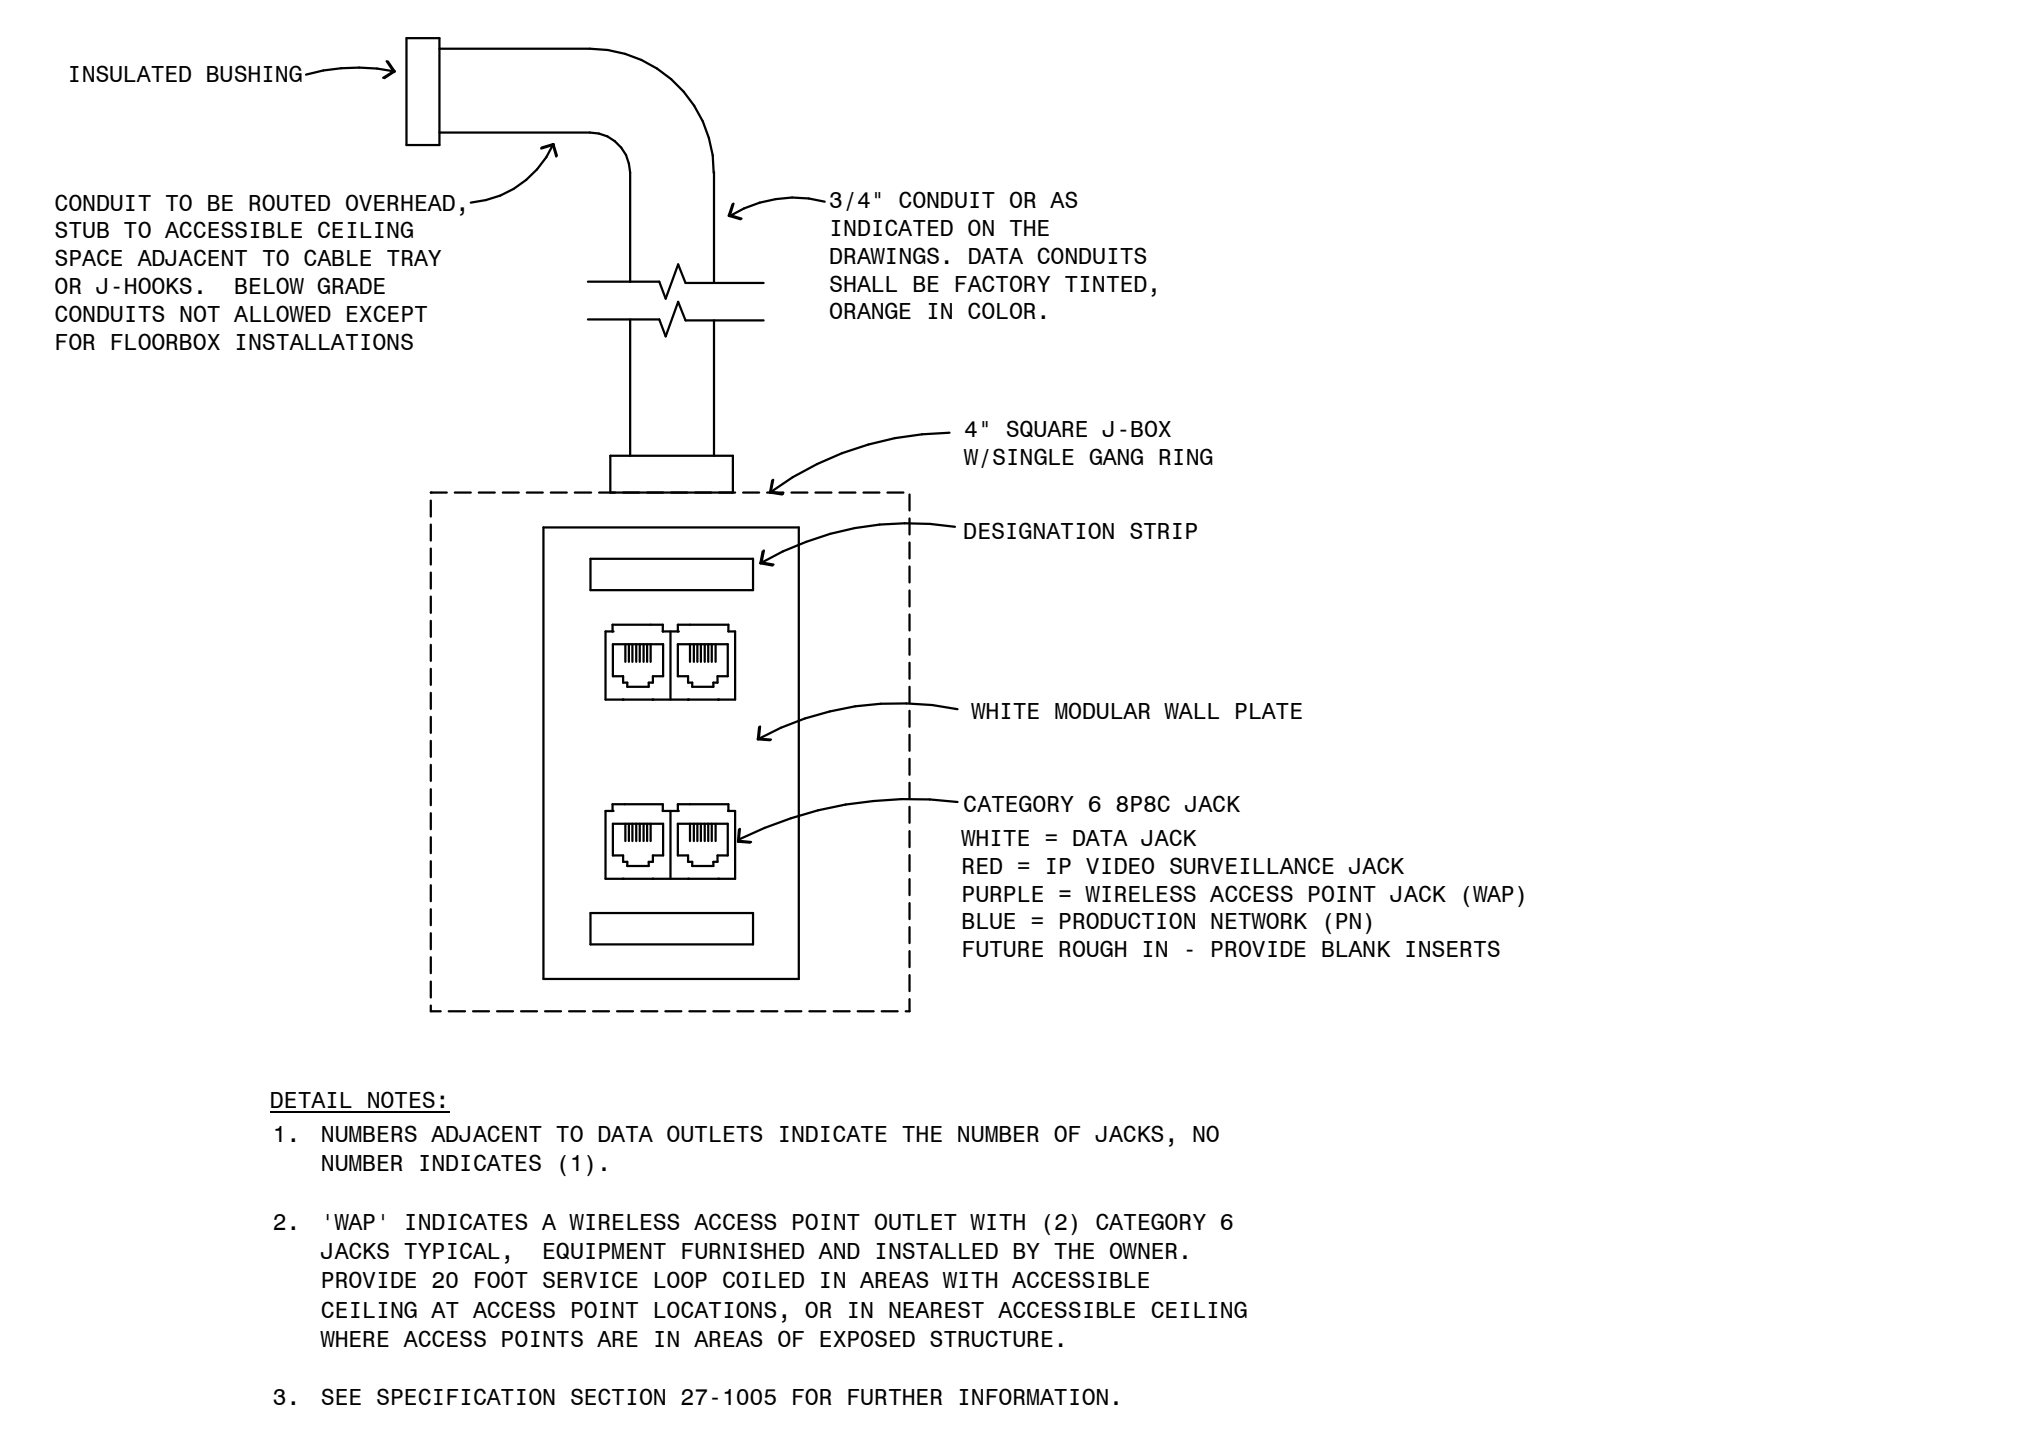 INSULATED BUSHING
CONDUIT TO BE ROUTED OVERHEAD,
STUB TO ACCESSIBLE CEILING
SPACE ADJACENT TO CABLE TRAY
OR J-HOOKS.  BELOW GRADE
CONDUITS NOT ALLOWED EXCEPT
FOR FLOORBOX INSTALLATIONS
3/4" CONDUIT OR AS
INDICATED ON THE
DRAWINGS. DATA CONDUITS
SHALL BE FACTORY TINTED,
ORANGE IN COLOR.
4" SQUARE J-BOX
W/SINGLE GANG RING
DESIGNATION STRIP
WHITE MODULAR WALL PLATE
CATEGORY 6 8P8C JACK
WHITE = DATA JACK
RED = IP VIDEO SURVEILLANCE JACK
PURPLE = WIRELESS ACCESS POINT JACK (WAP)
BLUE = PRODUCTION NETWORK (PN)
FUTURE ROUGH IN - PROVIDE BLANK INSERTS
DETAIL NOTES:
1. NUMBERS ADJACENT TO DATA OUTLETS INDICATE THE NUMBER OF JACKS, NO
NUMBER INDICATES (1).
2. 'WAP' INDICATES A WIRELESS ACCESS POINT OUTLET WITH (2) CATEGORY 6
JACKS TYPICAL,  EQUIPMENT FURNISHED AND INSTALLED BY THE OWNER.
PROVIDE 20 FOOT SERVICE LOOP COILED IN AREAS WITH ACCESSIBLE
CEILING AT ACCESS POINT LOCATIONS, OR IN NEAREST ACCESSIBLE CEILING
WHERE ACCESS POINTS ARE IN AREAS OF EXPOSED STRUCTURE.
3. SEE SPECIFICATION SECTION 27-1005 FOR FURTHER INFORMATION.